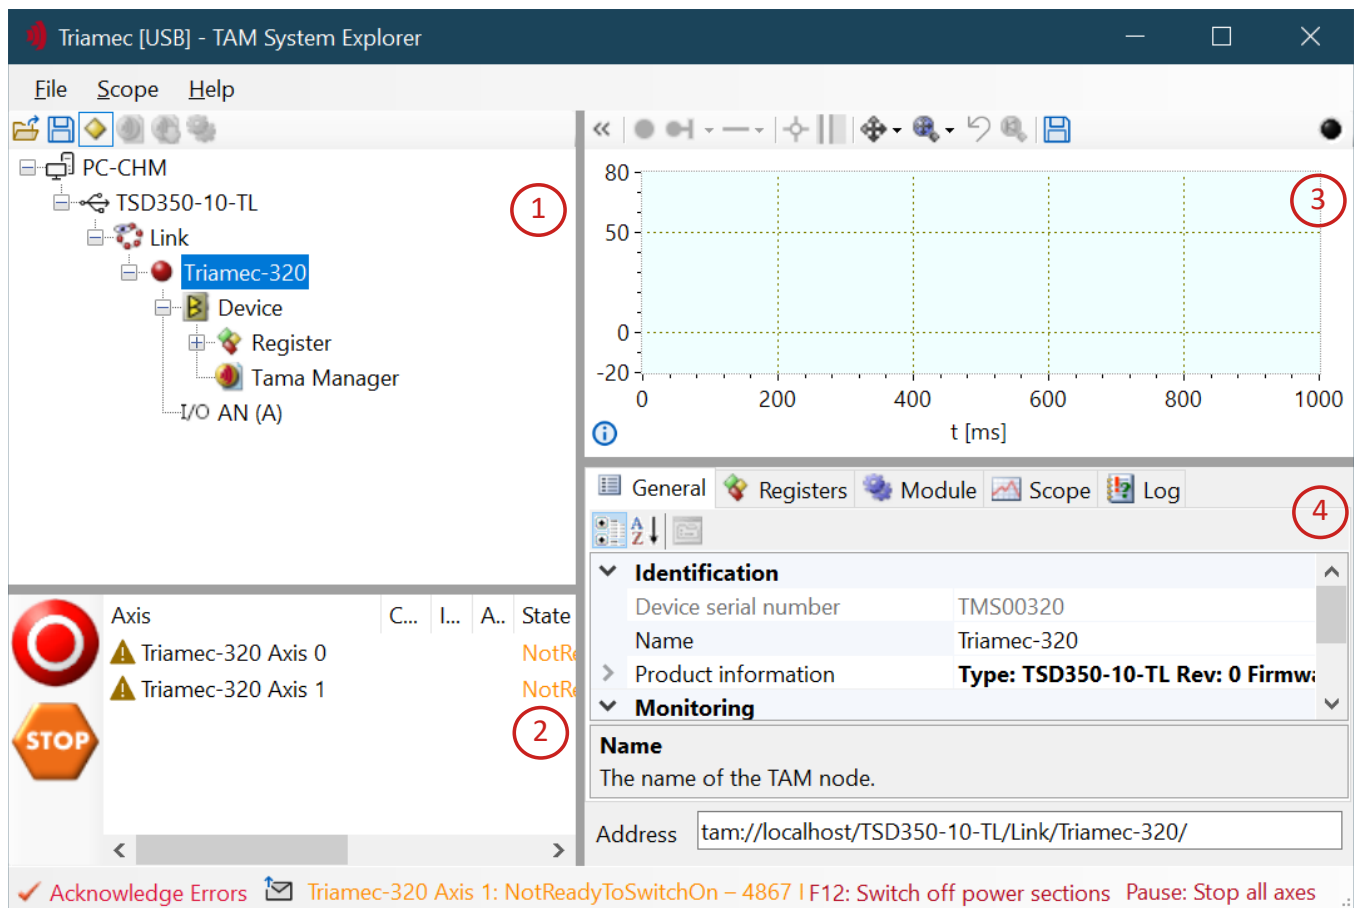 Triamec [USB] - TAM System Explorer
File Scope Help
PC-CHM
TSD350-10-TL
1
Link
Triamec-320
Device
Register
Tama Manager
I/O AN (A)
80
50
0
-20
0 200 400 600 800 1000
t [ms]
3
General Registers Module Scope Log
4
A
Z
Identification
Device serial number TMS00320
Name Triamec-320
Product information Type: TSD350-10-TL Rev: 0 Firmwa
Monitoring
Name
The name of the TAM node.
Address tam://localhost/TSD350-10-TL/Link/Triamec-320/
Axis C... I... A.. State
Triamec-320 Axis 0 NotRe
Triamec-320 Axis 1 NotRe
2
STOP
Acknowledge Errors Triamec-320 Axis 1: NotReadyToSwitchOn – 4867 I F12: Switch off power sections Pause: Stop all axes